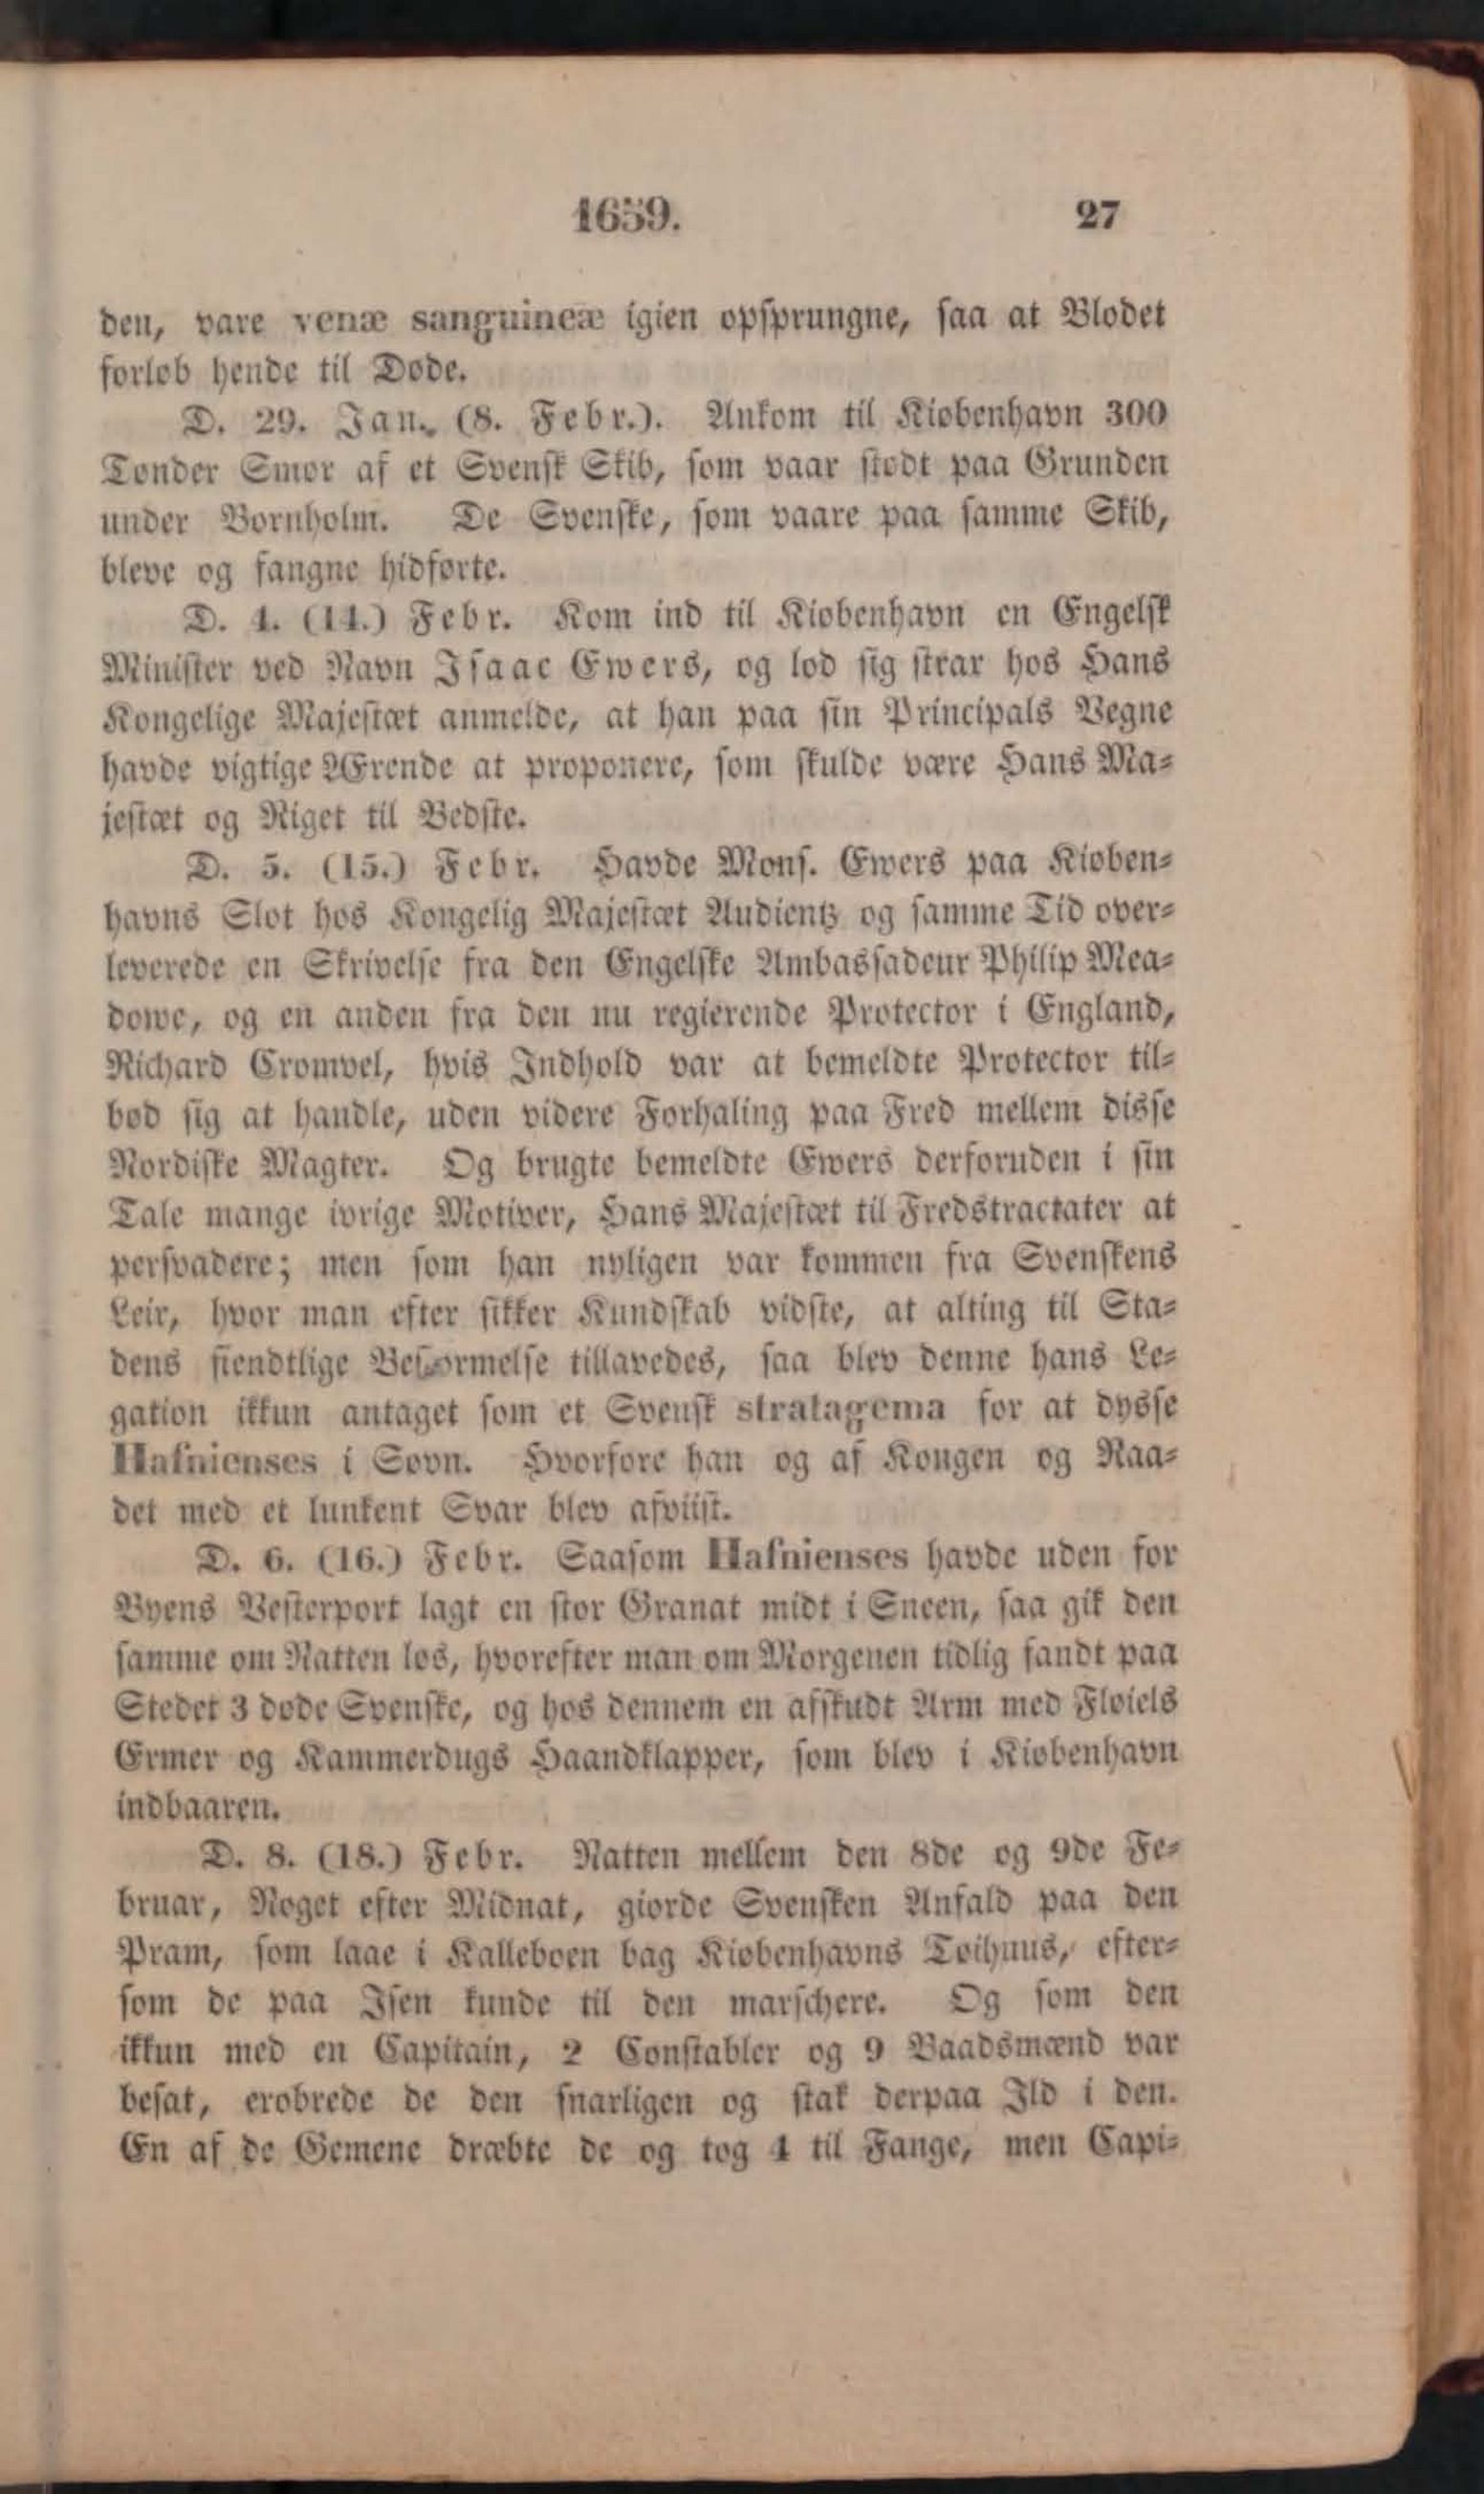 1659. 27
den, vare venæ sanguineæ igien opsprungne, saa at Blodet
forløb hende til Døde.
D. 29. Jan. (8. Febr.). Ankom til Kiøbenhavn 300
Tønder Smør af et Svensk Skib, som vaar stødt paa Grunden
under Bornholm. De Svenske, som vaare paa samme Skib,
bleve og fangne hidførte.
D. 4. (14.) Febr. Kom ind til Kiøbenhavn en Engelsk
Minister ved Navn Isaac Ewers, og lod sig strax hos Hans
Kongelige Majestæt anmelde, at han paa sin Principals Vegne
havde vigtige Ærende at proponere, som skulde være Hans Ma-
jestæt og Riget til Bedste.
D. 5. (15.) Febr. Havde Mons. Ewers paa Kiøben-
havns Slot hos Kongelig Majestæt Audientz og samme Tid over-
leverede en Skrivelse fra den Engelske Ambassadeur Philip Mea-
dowe, og en anden fra den nu regierende Protector i England,
Richard Cromvel, hvis Indhold var at bemeldte Protector til-
bød sig at handle, uden videre Forhaling paa Fred mellem disse
Nordiske Magter. Og brugte bemeldte Ewers derforuden i sin
Tale mange ivrige Motiver, Hans Majestæt til Fredstractater at
persvadere; men som han nyligen var kommen fra Svenskens
Leir, hvor man efter sikker Kundskab vidste, at alting til Sta-
dens fiendtlige Bestormelse tillavedes, saa blev denne hans Le-
gation ikkun antaget som et Svensk stratagema for at dysse
Hafnienses i Søvn. Hvorfore han og af Kongen og Raa-
det med et lunkent Svar blev afviist.
D. 6. (16.) Febr. Saasom Hafnienses havde uden for
Byens Vesterport lagt en stor Granat midt i Sneen, saa gik den
samme om Natten løs, hvorefter man om Morgenen tidlig fandt paa
Stedet 3 døde Svenske, og hos dennem en afskudt Arm med Fløiels
Ermer og Kammerdugs Haandklapper, som blev i Kiøbenhavn
indbaaren.
D. 8. (18.) Febr. Natten mellem den 8de og 9de Fe-
bruar, Noget efter Midnat, giorde Svensken Anfald paa den
Pram, som laae i Kalleboen bag Kiøbenhavns Tøihuus, efter-
som de paa Isen kunde til den marschere. Og som den
ikkun med en Capitain, 2 Constabler og 9 Baadsmænd var
besat, erobrede de den snarligen og stak derpaa Ild i den.
En af de Gemene dræbte de og tog 4 til Fange, men Capi-